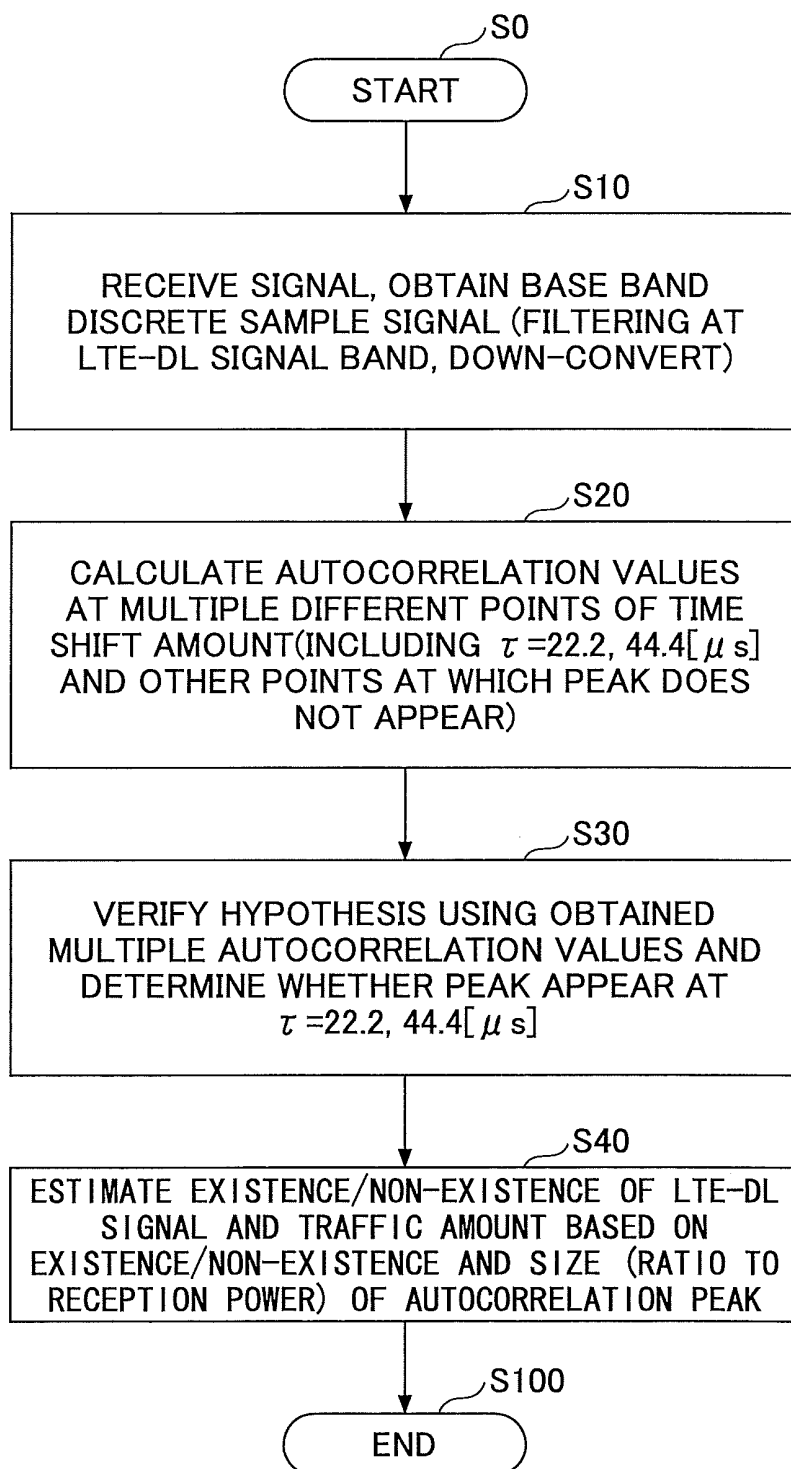 S0
START
S10
RECEIVE SIGNAL, OBTAIN BASE BAND
DISCRETE SAMPLE SIGNAL (FILTERING AT
LTE-DL SIGNAL BAND, DOWN-CONVERT)
S20
CALCULATE AUTOCORRELATION VALUES
AT MULTIPLE DIFFERENT POINTS OF TIME
SHIFT AMOUNT(INCLUDING τ=22.2, 44.4[μs]
AND OTHER POINTS AT WHICH PEAK DOES
NOT APPEAR)
S30
VERIFY HYPOTHESIS USING OBTAINED
MULTIPLE AUTOCORRELATION VALUES AND
DETERMINE WHETHER PEAK APPEAR AT
τ=22.2, 44.4[μs]
S40
ESTIMATE EXISTENCE/NON-EXISTENCE OF LTE-DL
SIGNAL AND TRAFFIC AMOUNT BASED ON
EXISTENCE/NON-EXISTENCE AND SIZE (RATIO TO
RECEPTION POWER) OF AUTOCORRELATION PEAK
S100
END